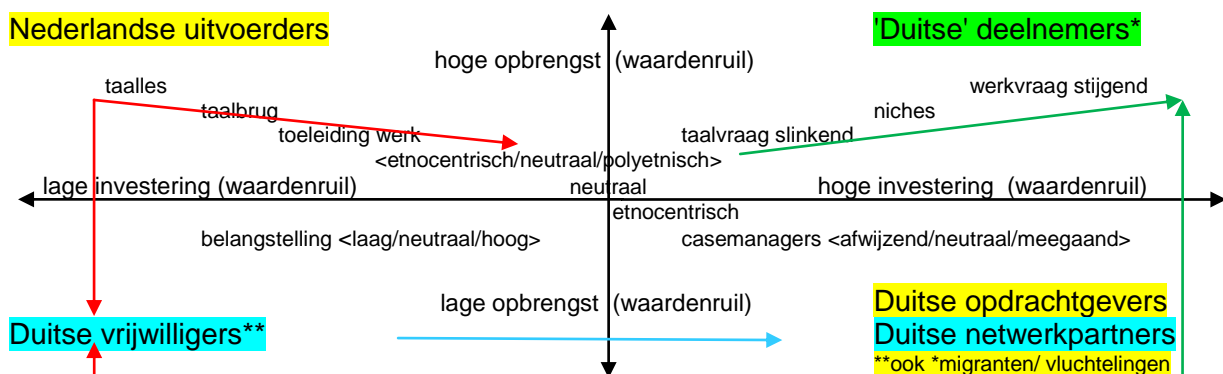 Nederlandse uitvoerders
'Duitse' deelnemers*
hoge opbrengst (waardenruil)
taalles
werkvraag stijgend
taalbrug
niches
toeleiding werk
taalvraag slinkend
<etnocentrisch/neutraal/polyetnisch>
lage investering (waardenruil)
neutraal
hoge investering (waardenruil)
etnocentrisch
belangstelling <laag/neutraal/hoog>
casemanagers <afwijzend/neutraal/meegaand>
lage opbrengst (waardenruil)
Duitse opdrachtgevers
Duitse vrijwilligers**
Duitse netwerkpartners
**ook *migranten/ vluchtelingen